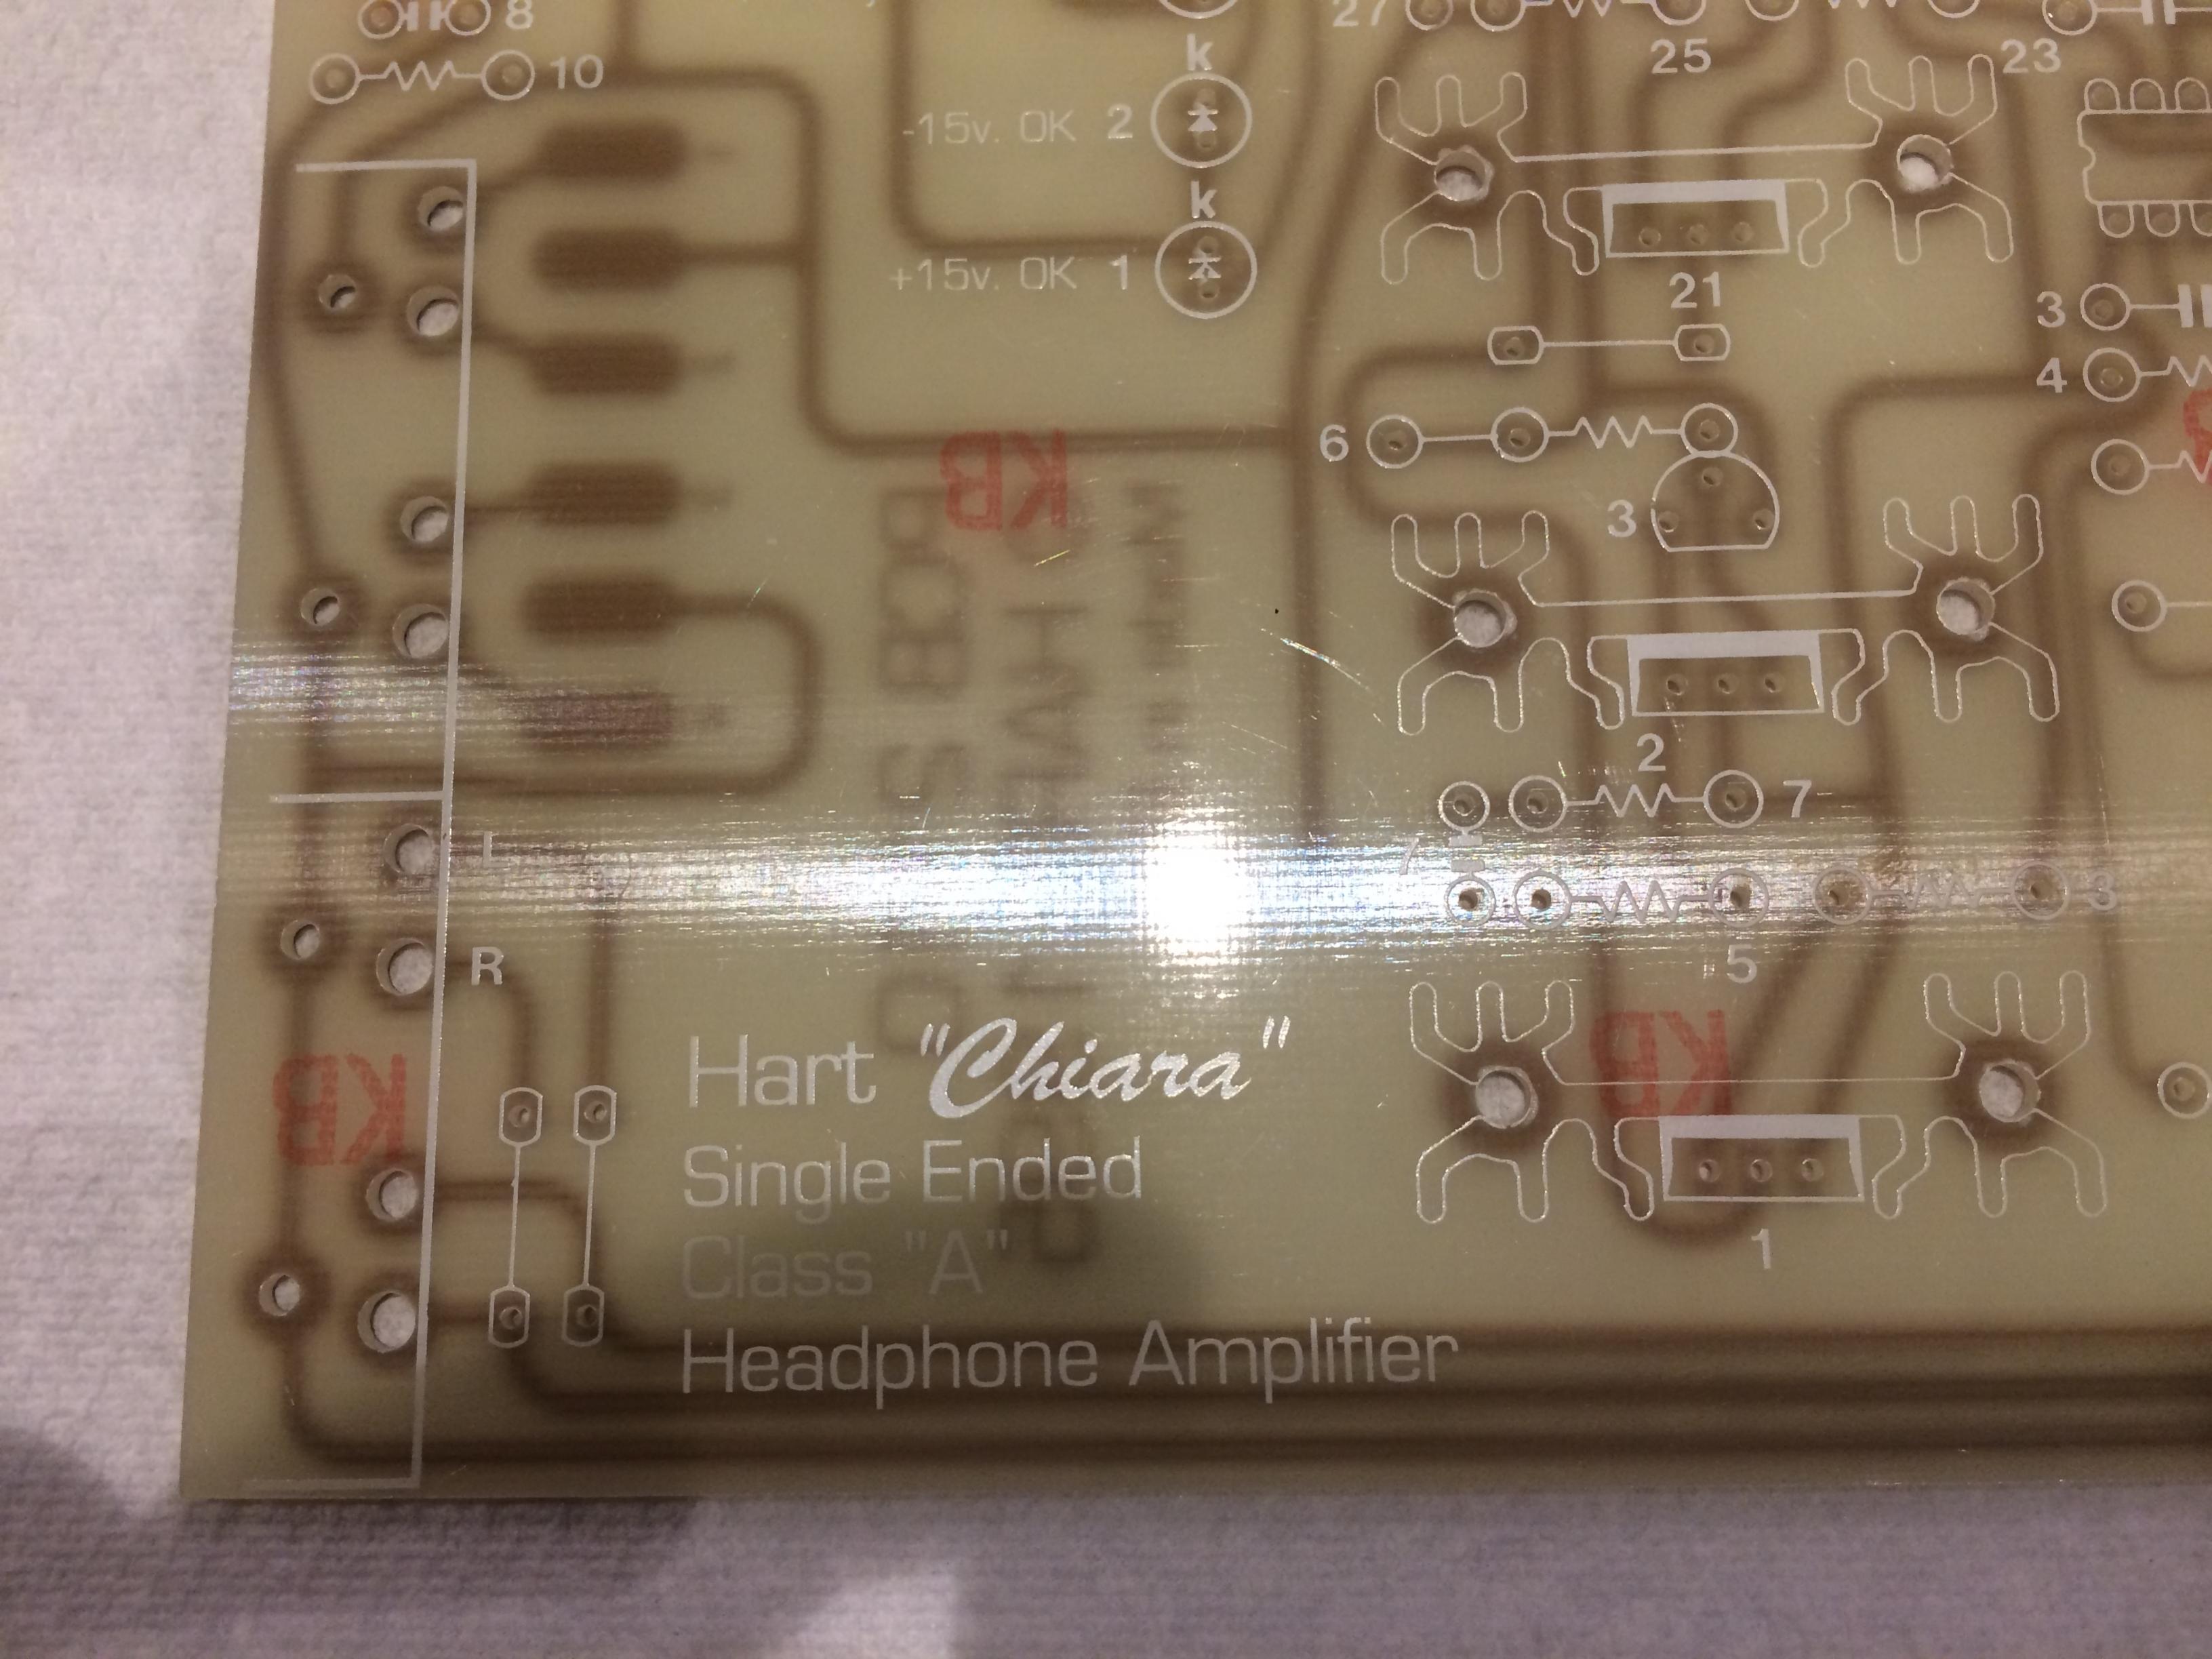 8
10
27
25
23
k
-15v. OK 2
k
+15v. OK 1
21
3
4
6
KB
3
2
7
L
3
R
5
Hart "Chiara"
KB
KB
Single Ended
Class "A"
1
Headphone Amplifier